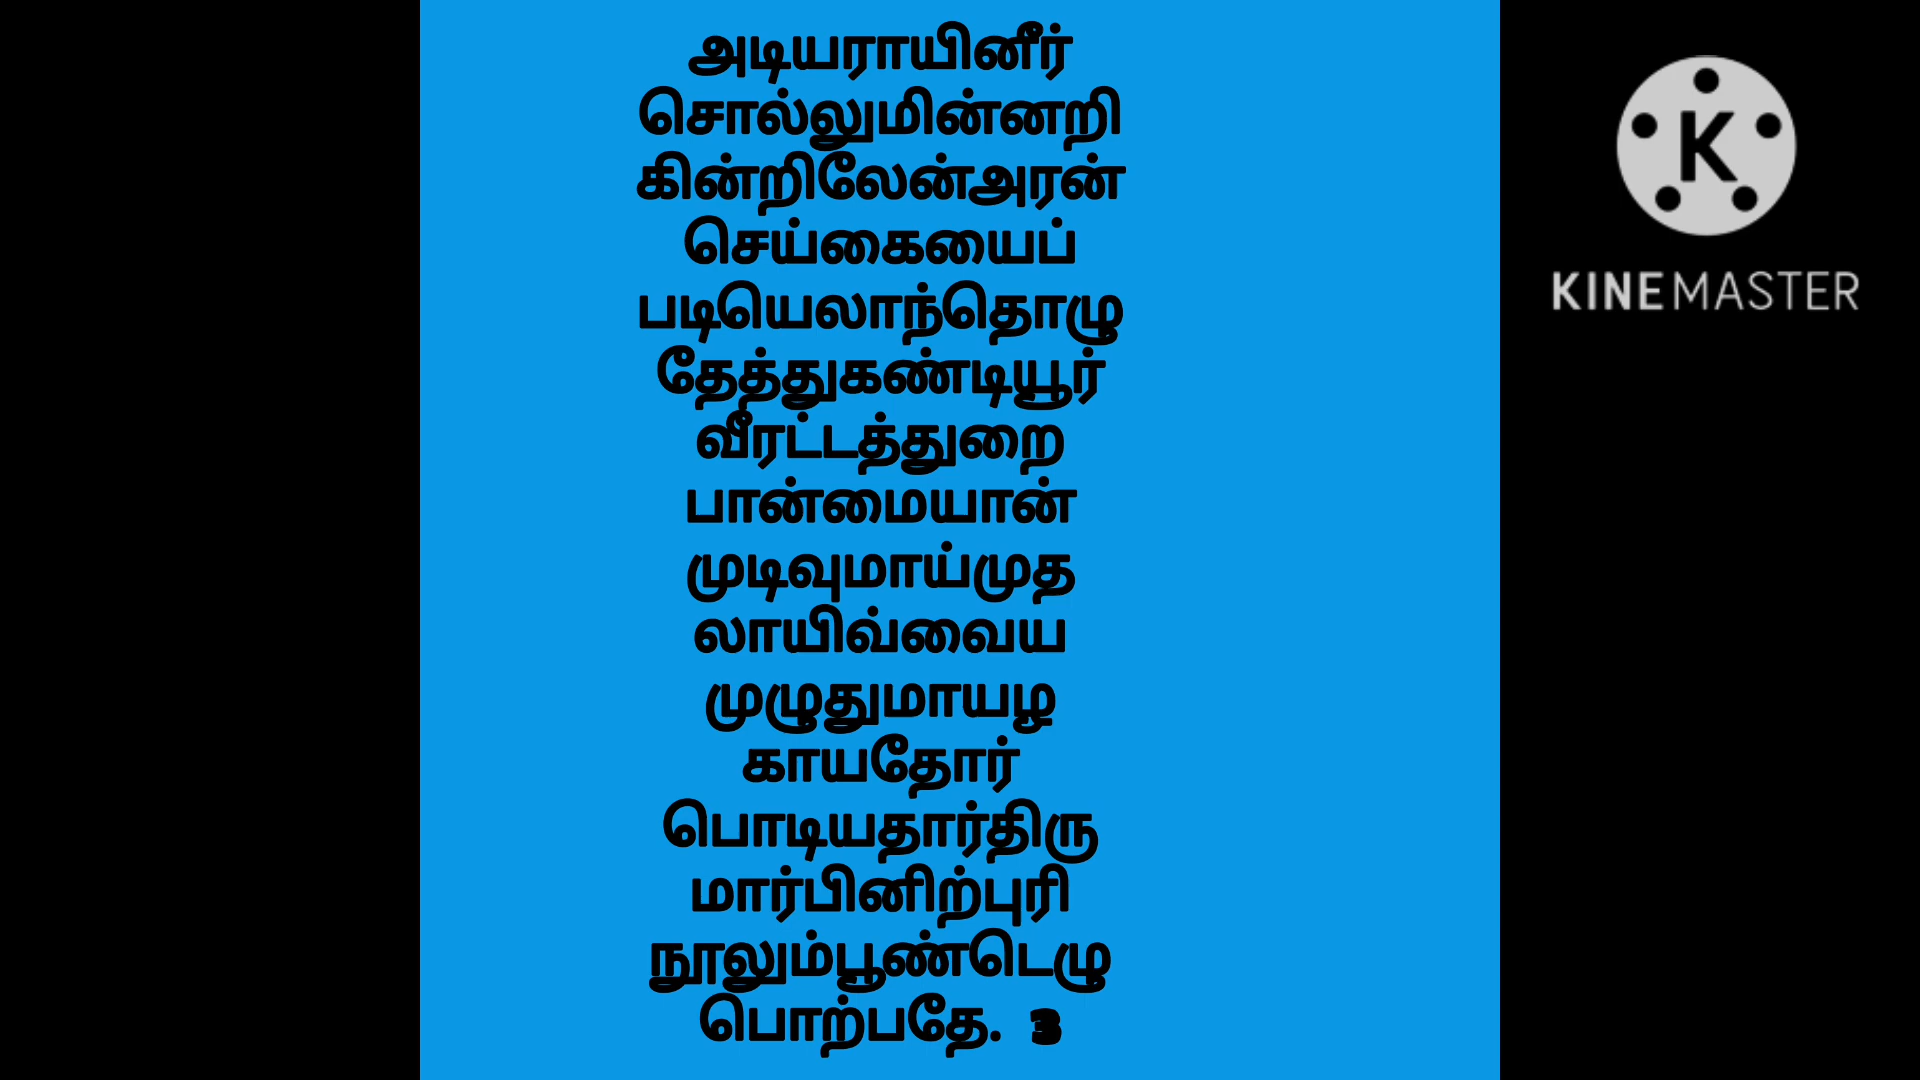 அடியராயினீர்
சொல்லுமின்னறி
கின்றிலேன்அரன்
செய்கையைப்
படியெலாந்தொழு
தேத்துகண்டியூர்
வீரட்டத்துறை
பான்மையான்
முடிவுமாய்முத
லாயிவ்வைய
முழுதுமாயழ
காயதோர்
பொடியதார்திரு
மார்பினிற்புரி
நூலும்பூண்டெழு
பொற்பதே. 3
K
KINEMASTER